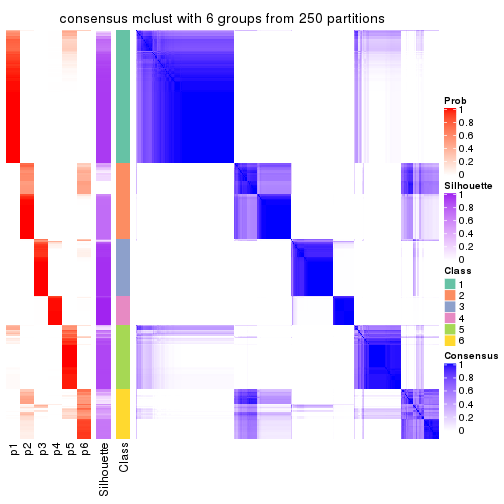 consensus mclust with 6 groups from 250 partitions
Prob
1
0.8
0.6
0.4
0.2
0
Silhouette
1
0.8
0.6
0.4
0.2
0
Class
1
2
3
4
5
6
Consensus
1
0.8
0.6
0.4
0.2
0
p1
p2
p3
p4
p5
p6
Silhouette
Class